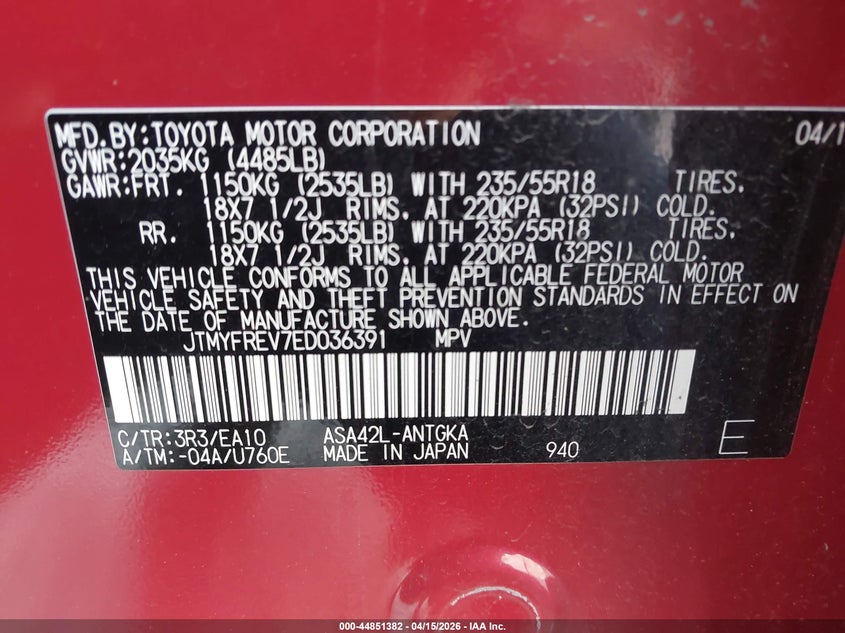 MFD.BY:TOYOTA MOTOR CORPORATION 04/1
GVWR:2035KG (4485LB)
GAWR:FRT. 1150KG (2535LB) WITH 235/55R18 TIRES.
18X7 1/2J RIMS. AT 220KPA (32PSI) COLD.
RR. 1150KG (2535LB) WITH 235/55R18 TIRES.
18X7 1/2J RIMS. AT 220KPA (32PSI) COLD.
THIS VEHICLE CONFORMS TO ALL APPLICABLE FEDERAL MOTOR
VEHICLE SAFETY AND THEFT PREVENTION STANDARDS IN EFFECT ON
THE DATE OF MANUFACTURE SHOWN ABOVE.
JTMYFREV7ED036391 MPV
C/TR:3R3/EA10 ASA42L-ANTGKA
A/TM:-04A/U760E MADE IN JAPAN 940 E
000-44851382 - 04/15/2026 - IAA Inc.